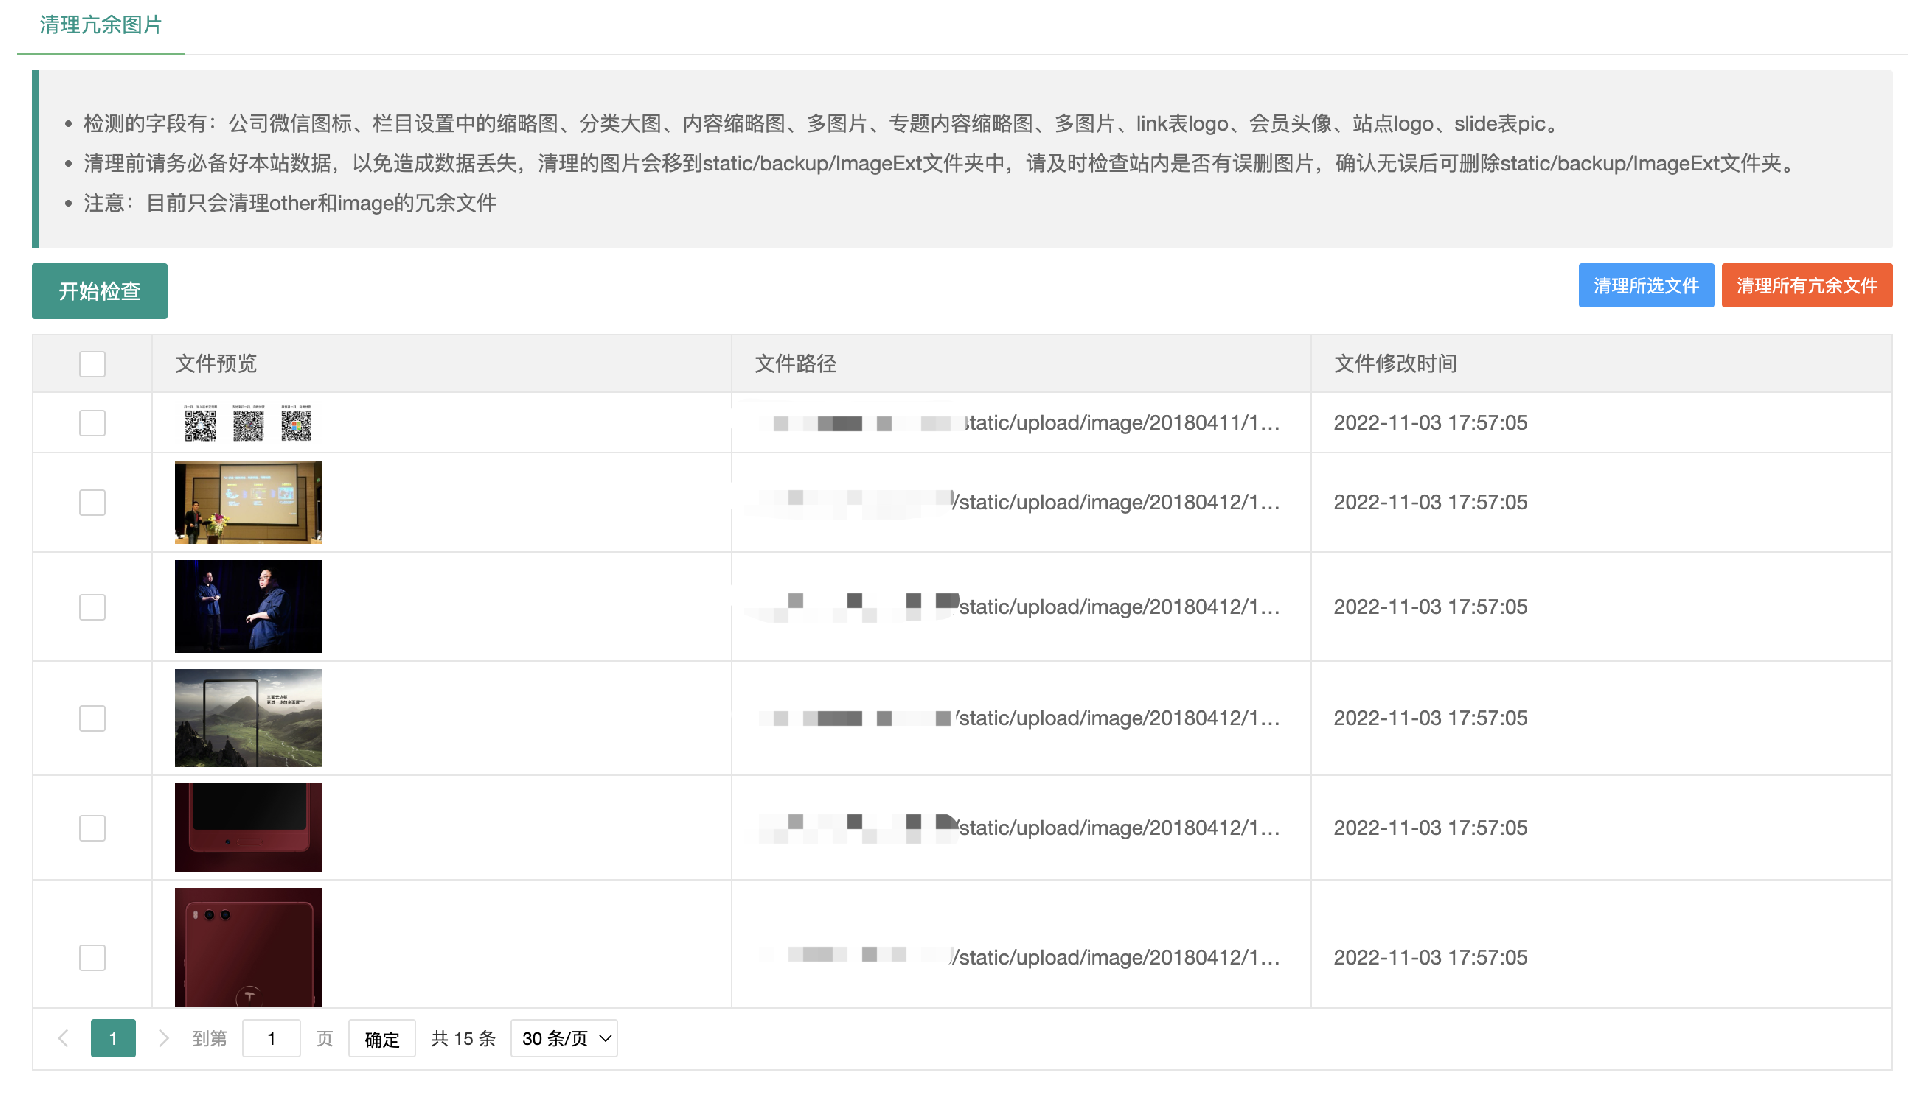 清理亢余图片
检测的字段有：公司微信图标、栏目设置中的缩略图、分类大图、内容缩略图、多图片、专题内容缩略图、多图片、link表logo、会员头像、站点logo、slide表pic。
清理前请务必备好本站数据，以免造成数据丢失，清理的图片会移到static/backup/ImageExt文件夹中，请及时检查站内是否有误删图片，确认无误后可删除static/backup/ImageExt文件夹。
注意：目前只会清理other和image的冗余文件
开始检查 清理所选文件 清理所有亢余文件
文件预览 文件路径 文件修改时间
static/upload/image/20180411/1... 2022-11-03 17:57:05
/static/upload/image/20180412/1... 2022-11-03 17:57:05
static/upload/image/20180412/1... 2022-11-03 17:57:05
/static/upload/image/20180412/1... 2022-11-03 17:57:05
/static/upload/image/20180412/1... 2022-11-03 17:57:05
/static/upload/image/20180412/1... 2022-11-03 17:57:05
1 到第 1 页 确定 共 15 条 30 条/页